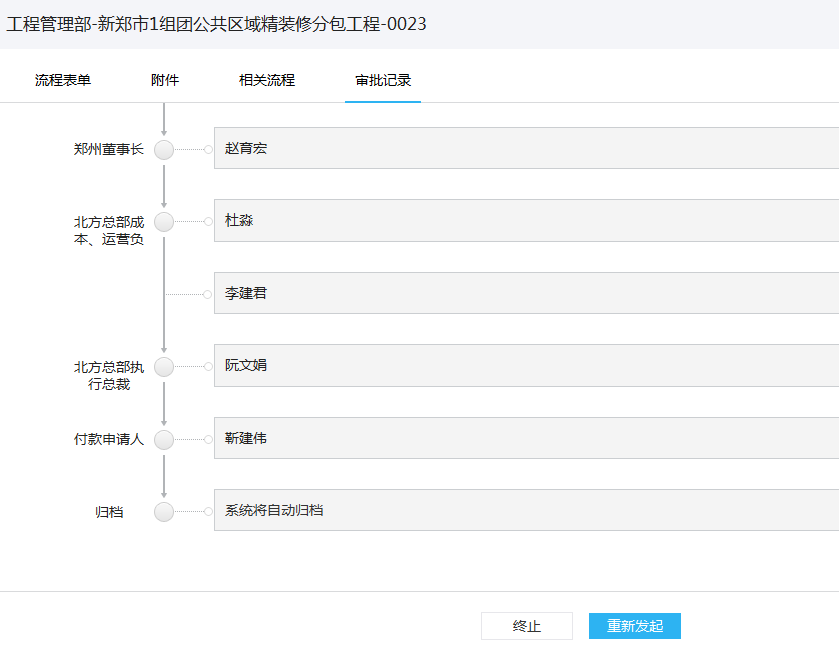 工程管理部-新郑市1组团公共区域精装修分包工程-0023
流程表单 附件 相关流程 审批记录
郑州董事长 赵育宏
北方总部成
本、运营负
杜淼
李建君
北方总部执
行总裁
阮文娟
付款申请人 靳建伟
归档 系统将自动归档
终止 重新发起